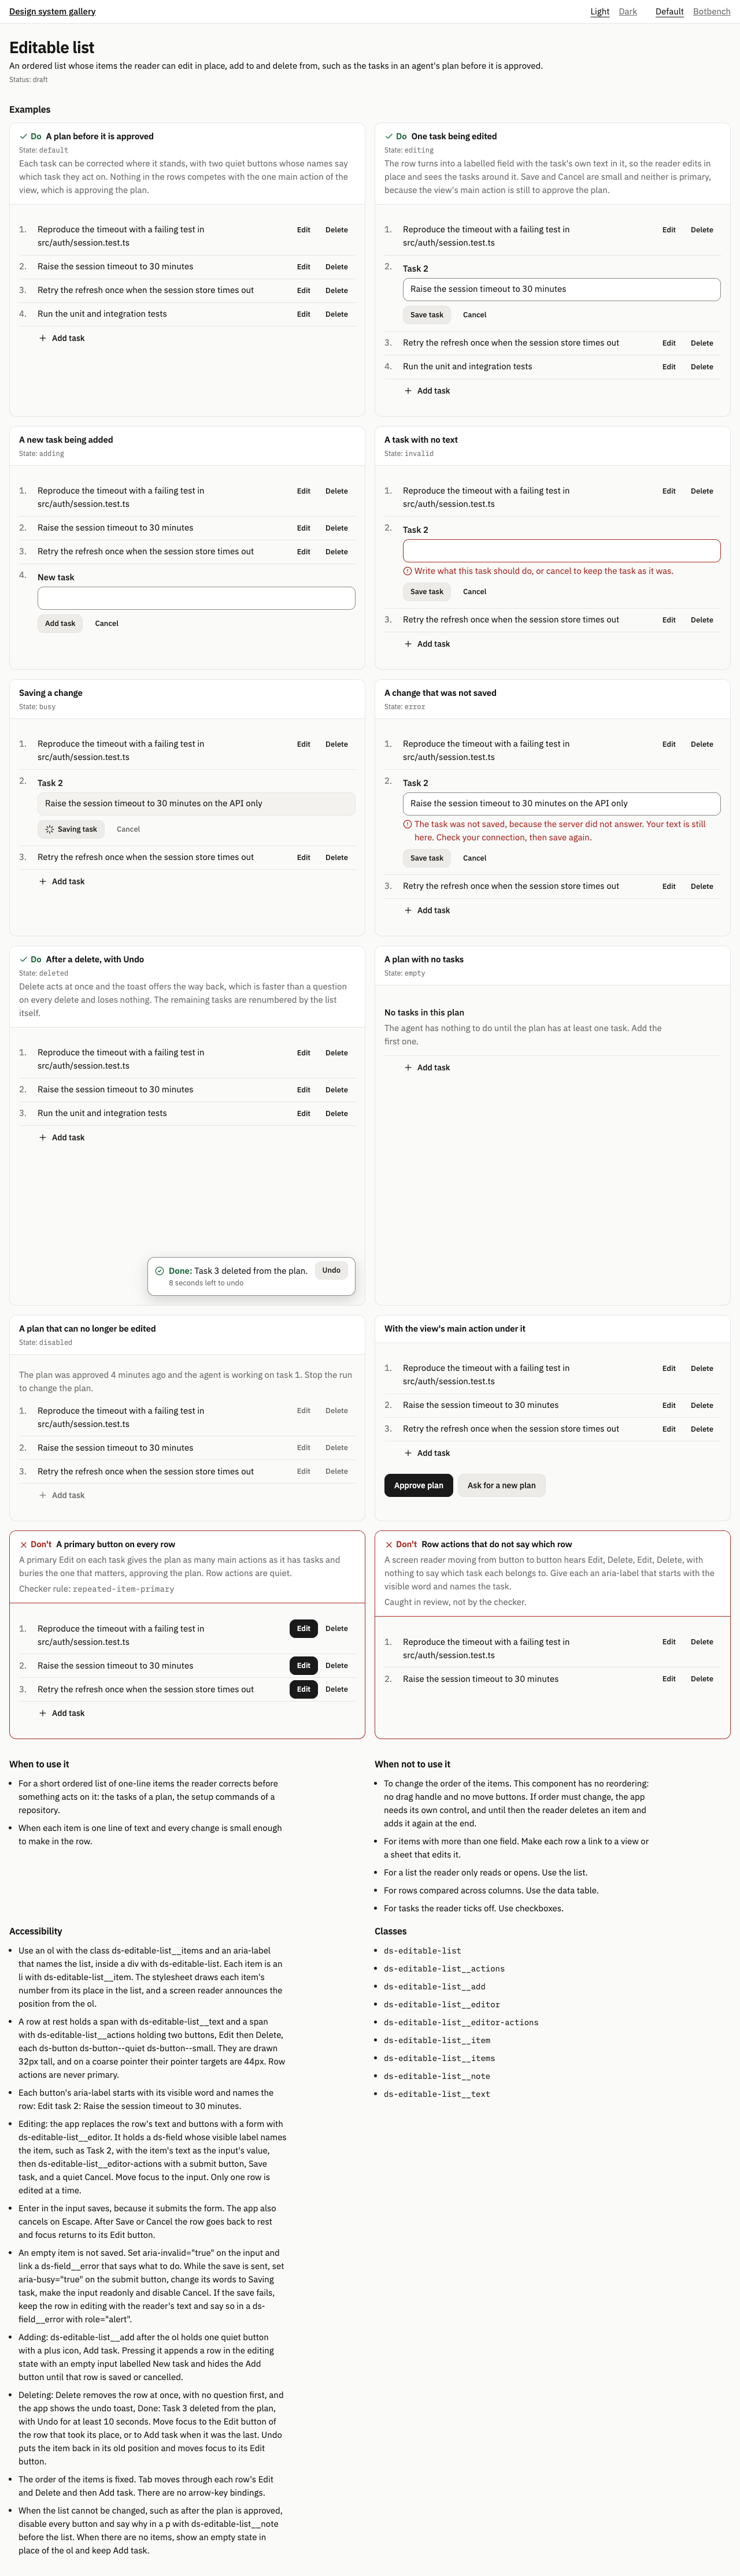 Design system gallery
Light Dark Default Botbench
Editable list
An ordered list whose items the reader can edit in place, add to and delete from, such as the tasks in an agent's plan before it is approved.
Status: draft
Examples
Do A plan before it is approved
State: default
Each task can be corrected where it stands, with two quiet buttons whose names say
which task they act on. Nothing in the rows competes with the one main action of the
view, which is approving the plan.
1. Reproduce the timeout with a failing test in
src/auth/session.test.ts
Edit Delete
2. Raise the session timeout to 30 minutes Edit Delete
3. Retry the refresh once when the session store times out Edit Delete
4. Run the unit and integration tests Edit Delete
Add task
Do One task being edited
State: editing
The row turns into a labelled field with the task's own text in it, so the reader edits in
place and sees the tasks around it. Save and Cancel are small and neither is primary,
because the view's main action is still to approve the plan.
1. Reproduce the timeout with a failing test in
src/auth/session.test.ts
Edit Delete
2. Task 2
Raise the session timeout to 30 minutes
Save task Cancel
3. Retry the refresh once when the session store times out Edit Delete
4. Run the unit and integration tests Edit Delete
Add task
A new task being added
State: adding
1. Reproduce the timeout with a failing test in
src/auth/session.test.ts
Edit Delete
2. Raise the session timeout to 30 minutes Edit Delete
3. Retry the refresh once when the session store times out Edit Delete
4. New task
Add task Cancel
A task with no text
State: invalid
1. Reproduce the timeout with a failing test in
src/auth/session.test.ts
Edit Delete
2. Task 2
Write what this task should do, or cancel to keep the task as it was.
Save task Cancel
3. Retry the refresh once when the session store times out Edit Delete
Add task
Saving a change
State: busy
1. Reproduce the timeout with a failing test in
src/auth/session.test.ts
Edit Delete
2. Task 2
Raise the session timeout to 30 minutes on the API only
Saving task Cancel
3. Retry the refresh once when the session store times out Edit Delete
Add task
A change that was not saved
State: error
1. Reproduce the timeout with a failing test in
src/auth/session.test.ts
Edit Delete
2. Task 2
Raise the session timeout to 30 minutes on the API only
The task was not saved, because the server did not answer. Your text is still
here. Check your connection, then save again.
Save task Cancel
3. Retry the refresh once when the session store times out Edit Delete
Add task
Do After a delete, with Undo
State: deleted
Delete acts at once and the toast offers the way back, which is faster than a question
on every delete and loses nothing. The remaining tasks are renumbered by the list
itself.
1. Reproduce the timeout with a failing test in
src/auth/session.test.ts
Edit Delete
2. Raise the session timeout to 30 minutes Edit Delete
3. Run the unit and integration tests Edit Delete
Add task
Done: Task 3 deleted from the plan. Undo
8 seconds left to undo
A plan with no tasks
State: empty
No tasks in this plan
The agent has nothing to do until the plan has at least one task. Add the
first one.
Add task
A plan that can no longer be edited
State: disabled
The plan was approved 4 minutes ago and the agent is working on task 1. Stop the run
to change the plan.
1. Reproduce the timeout with a failing test in
src/auth/session.test.ts
Edit Delete
2. Raise the session timeout to 30 minutes Edit Delete
3. Retry the refresh once when the session store times out Edit Delete
Add task
With the view's main action under it
1. Reproduce the timeout with a failing test in
src/auth/session.test.ts
Edit Delete
2. Raise the session timeout to 30 minutes Edit Delete
3. Retry the refresh once when the session store times out Edit Delete
Add task
Approve plan Ask for a new plan
Don't A primary button on every row
A primary Edit on each task gives the plan as many main actions as it has tasks and
buries the one that matters, approving the plan. Row actions are quiet.
Checker rule: repeated-item-primary
1. Reproduce the timeout with a failing test in
src/auth/session.test.ts
Edit Delete
2. Raise the session timeout to 30 minutes Edit Delete
3. Retry the refresh once when the session store times out Edit Delete
Add task
Don't Row actions that do not say which row
A screen reader moving from button to button hears Edit, Delete, Edit, Delete, with
nothing to say which task each belongs to. Give each an aria-label that starts with the
visible word and names the task.
Caught in review, not by the checker.
1. Reproduce the timeout with a failing test in
src/auth/session.test.ts
Edit Delete
2. Raise the session timeout to 30 minutes Edit Delete
When to use it
For a short ordered list of one-line items the reader corrects before
something acts on it: the tasks of a plan, the setup commands of a
repository.
When each item is one line of text and every change is small enough
to make in the row.
When not to use it
To change the order of the items. This component has no reordering:
no drag handle and no move buttons. If order must change, the app
needs its own control, and until then the reader deletes an item and
adds it again at the end.
For items with more than one field. Make each row a link to a view or
a sheet that edits it.
For a list the reader only reads or opens. Use the list.
For rows compared across columns. Use the data table.
For tasks the reader ticks off. Use checkboxes.
Accessibility
Use an ol with the class ds-editable-list__items and an aria-label
that names the list, inside a div with ds-editable-list. Each item is an
li with ds-editable-list__item. The stylesheet draws each item's
number from its place in the list, and a screen reader announces the
position from the ol.
A row at rest holds a span with ds-editable-list__text and a span
with ds-editable-list__actions holding two buttons, Edit then Delete,
each ds-button ds-button--quiet ds-button--small. They are drawn
32px tall, and on a coarse pointer their pointer targets are 44px. Row
actions are never primary.
Each button's aria-label starts with its visible word and names the
row: Edit task 2: Raise the session timeout to 30 minutes.
Editing: the app replaces the row's text and buttons with a form with
ds-editable-list__editor. It holds a ds-field whose visible label names
the item, such as Task 2, with the item's text as the input's value,
then ds-editable-list__editor-actions with a submit button, Save
task, and a quiet Cancel. Move focus to the input. Only one row is
edited at a time.
Enter in the input saves, because it submits the form. The app also
cancels on Escape. After Save or Cancel the row goes back to rest
and focus returns to its Edit button.
An empty item is not saved. Set aria-invalid="true" on the input and
link a ds-field__error that says what to do. While the save is sent, set
aria-busy="true" on the submit button, change its words to Saving
task, make the input readonly and disable Cancel. If the save fails,
keep the row in editing with the reader's text and say so in a ds-
field__error with role="alert".
Adding: ds-editable-list__add after the ol holds one quiet button
with a plus icon, Add task. Pressing it appends a row in the editing
state with an empty input labelled New task and hides the Add
button until that row is saved or cancelled.
Deleting: Delete removes the row at once, with no question first, and
the app shows the undo toast, Done: Task 3 deleted from the plan,
with Undo for at least 10 seconds. Move focus to the Edit button of
the row that took its place, or to Add task when it was the last. Undo
puts the item back in its old position and moves focus to its Edit
button.
The order of the items is fixed. Tab moves through each row's Edit
and Delete and then Add task. There are no arrow-key bindings.
When the list cannot be changed, such as after the plan is approved,
disable every button and say why in a p with ds-editable-list__note
before the list. When there are no items, show an empty state in
place of the ol and keep Add task.
Classes
ds-editable-list
ds-editable-list__actions
ds-editable-list__add
ds-editable-list__editor
ds-editable-list__editor-actions
ds-editable-list__item
ds-editable-list__items
ds-editable-list__note
ds-editable-list__text